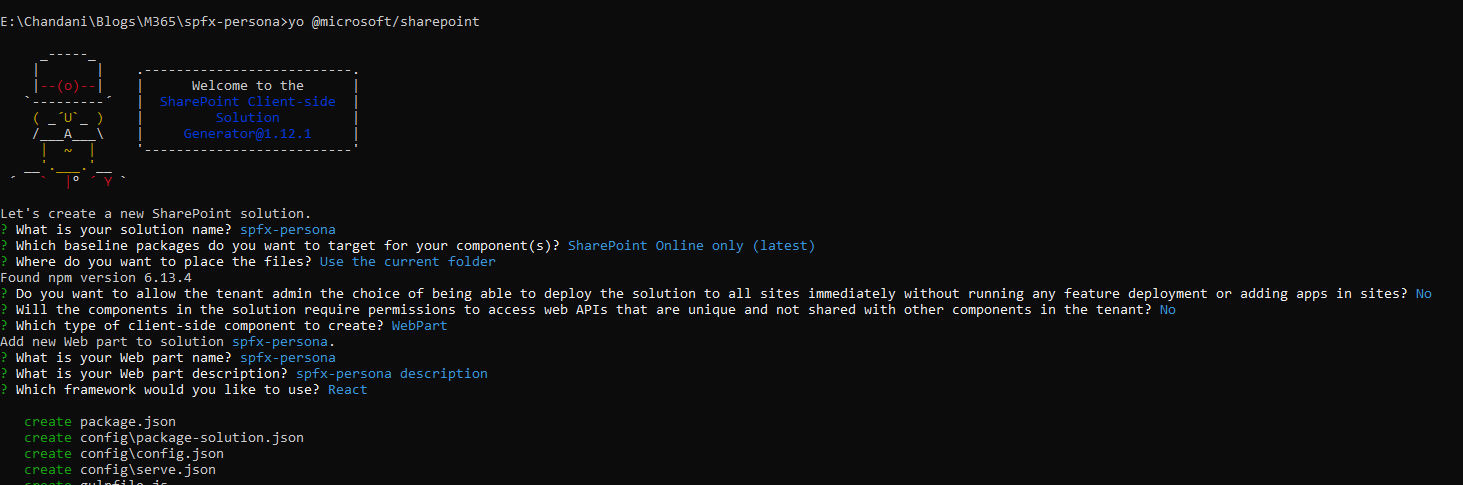 E:\Chandani\Blogs\M365\spfx-persona>yo @microsoft/sharepoint
     _-----_
    |       |    .--------------------------.
    |--(o)--|    |      Welcome to the      |
   `---------´   |  SharePoint Client-side  |
    ( _´U`_ )    |         Solution         |
    /___A___\    |     Generator@1.12.1     |
     |  ~  |     '--------------------------'
   __'.___.'__
 ´   `  |° ´ Y `
Let's create a new SharePoint solution.
? What is your solution name? spfx-persona
? Which baseline packages do you want to target for your component(s)? SharePoint Online only (latest)
? Where do you want to place the files? Use the current folder
Found npm version 6.13.4
? Do you want to allow the tenant admin the choice of being able to deploy the solution to all sites immediately without running any feature deployment or adding apps in sites? No
? Will the components in the solution require permissions to access web APIs that are unique and not shared with other components in the tenant? No
? Which type of client-side component to create? WebPart
Add new Web part to solution spfx-persona.
? What is your Web part name? spfx-persona
? What is your Web part description? spfx-persona description
? Which framework would you like to use? React
   create package.json
   create config\package-solution.json
   create config\config.json
   create config\serve.json
   create gulpfile.js